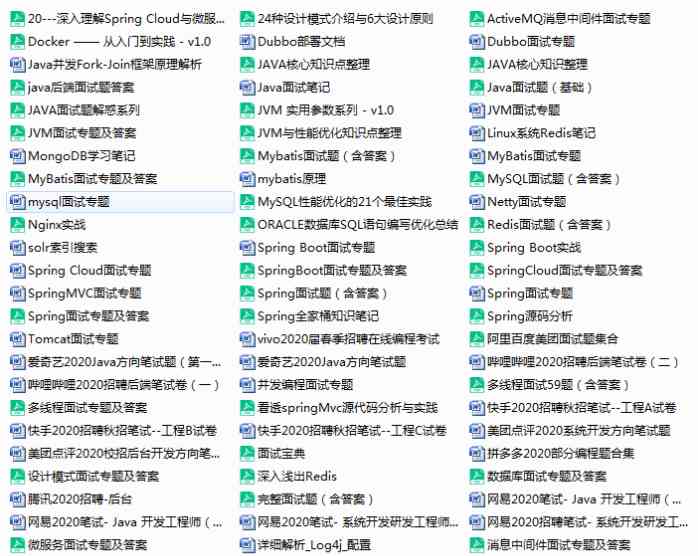 20---深入理解Spring Cloud与微服...
24种设计模式介绍与6大设计原则
ActiveMQ消息中间件面试专题
Docker —— 从入门到实践 - v1.0
Dubbo部署文档
Dubbo面试专题
Java并发Fork-Join框架原理解析
JAVA核心知识点整理
JAVA核心知识整理
java后端面试题答案
Java面试笔记
Java面试题（基础）
JAVA面试题解惑系列
JVM 实用参数系列 - v1.0
JVM面试专题
JVM面试专题及答案
JVM与性能优化知识点整理
Linux系统Redis笔记
MongoDB学习笔记
Mybatis面试题（含答案）
MyBatis面试专题
MyBatis面试专题及答案
mybatis原理
MySQL面试题（含答案）
mysql面试专题
MySQL性能优化的21个最佳实践
Netty面试专题
Nginx实战
ORACLE数据库SQL语句编写优化总结
Redis面试题（含答案）
solr索引搜索
Spring Boot面试专题
Spring Boot实战
Spring Cloud面试专题
SpringBoot面试专题及答案
SpringCloud面试专题及答案
SpringMVC面试专题
Spring面试题（含答案）
Spring面试专题
Spring面试专题及答案
Spring全家桶知识笔记
Spring源码分析
Tomcat面试专题
vivo2020届春季招聘在线编程考试
阿里百度美团面试题集合
爱奇艺2020Java方向笔试题（第一...
爱奇艺2020Java方向笔试题
哔哩哔哩2020招聘后端笔试卷（二）
哔哩哔哩2020招聘后端笔试卷（一）
并发编程面试专题
多线程面试59题（含答案）
多线程面试专题及答案
看透springMvc源代码分析与实践
快手2020招聘秋招笔试--工程A试卷
快手2020招聘秋招笔试--工程B试卷
快手2020招聘秋招笔试--工程C试卷
美团点评2020系统开发方向笔试题
美团点评2020校招后台开发方向笔...
面试宝典
拼多多2020部分编程题合集
设计模式面试专题及答案
深入浅出Redis
数据库面试专题及答案
腾讯2020招聘-后台
完整面试题（含答案）
网易2020笔试- Java 开发工程师（...
网易2020笔试- Java 开发工程师（...
网易2020招聘笔试- 系统开发研发工程...
网易2020招聘笔试- 系统开发研发工...
微服务面试专题及答案
详细解析_Log4j_配置
消息中间件面试专题及答案